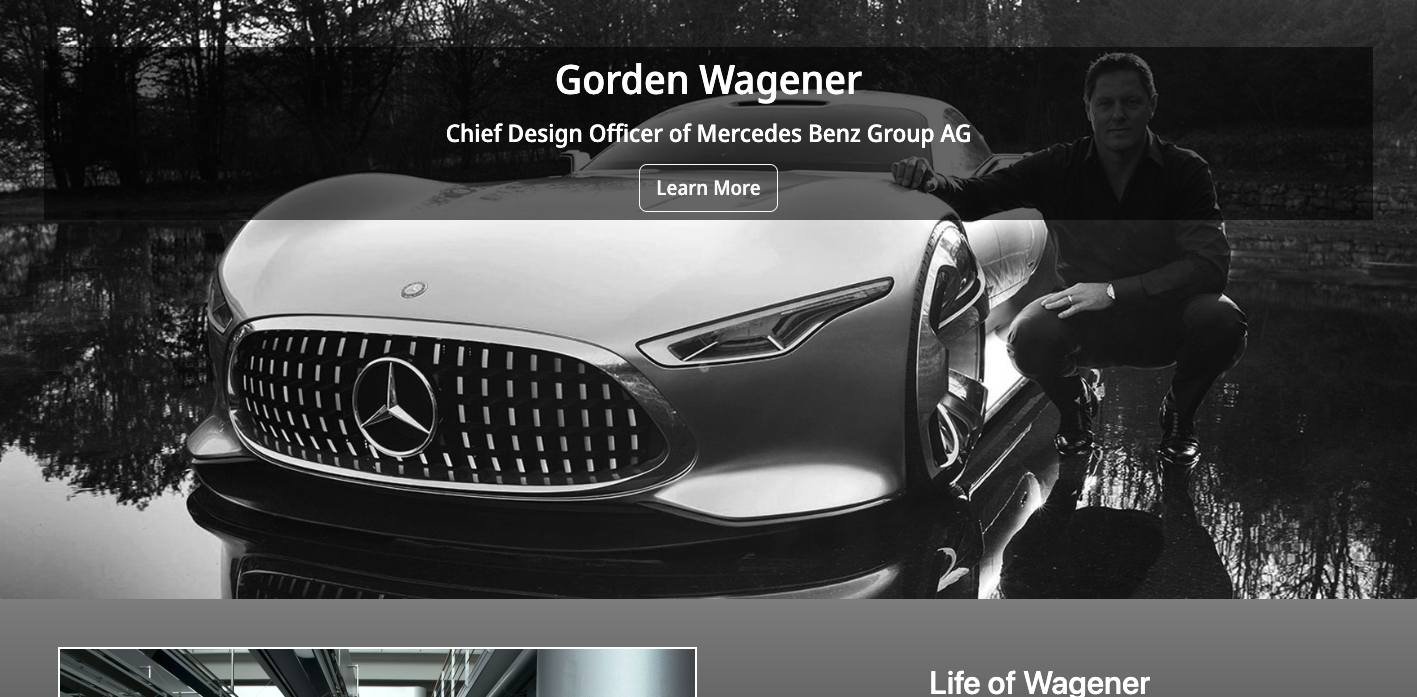 Gorden Wagener
Chief Design Officer of Mercedes Benz Group AG
Learn More
Life of Wagener